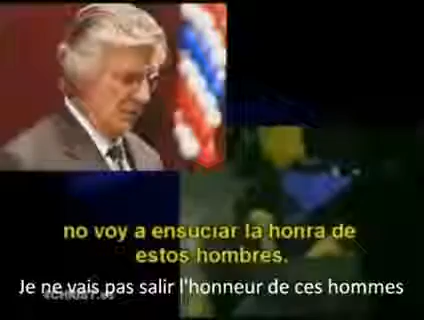 no voy a ensuciar la honra de
estos hombres.
Je ne vais pas salir l'honneur de ces hommes